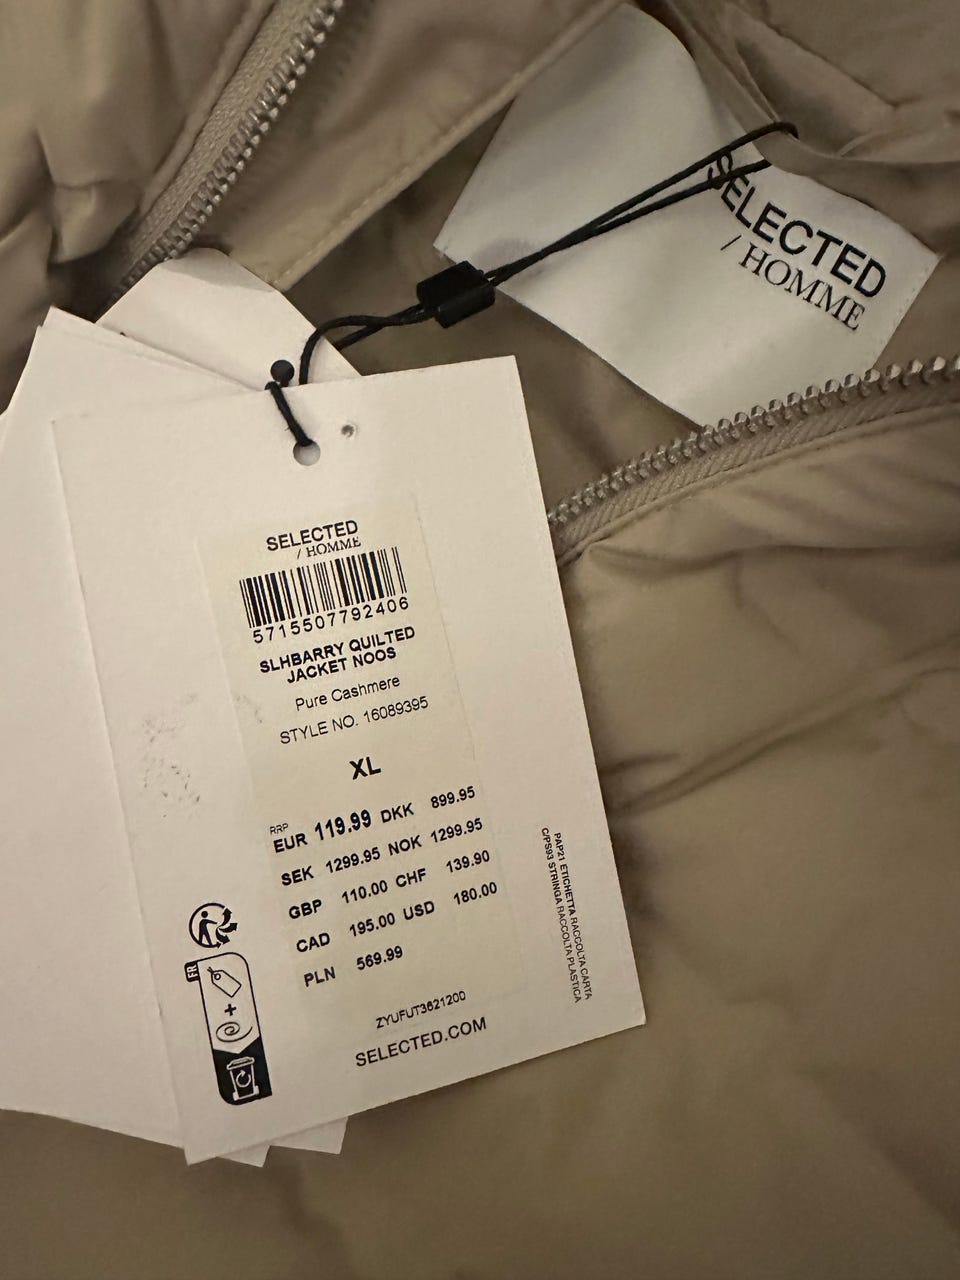 SELECTED
/ HOMME
SELECTED
/ HOMME
5715507792406
SLHBARRY QUILTED
JACKET NOOS
Pure Cashmere
STYLE NO. 16089395
XL
RRP
EUR 119.99 DKK 899.95
SEK 1299.95 NOK 1299.95
GBP 110.00 CHF 139.90
CAD 195.00 USD 180.00
PLN 569.99
ZYUFUT3621200
SELECTED.COM
FR
+
PAP21 ETICHETTA RACCOLTA CARTA
C/PS93 STRINGA RACCOLTA PLASTICA